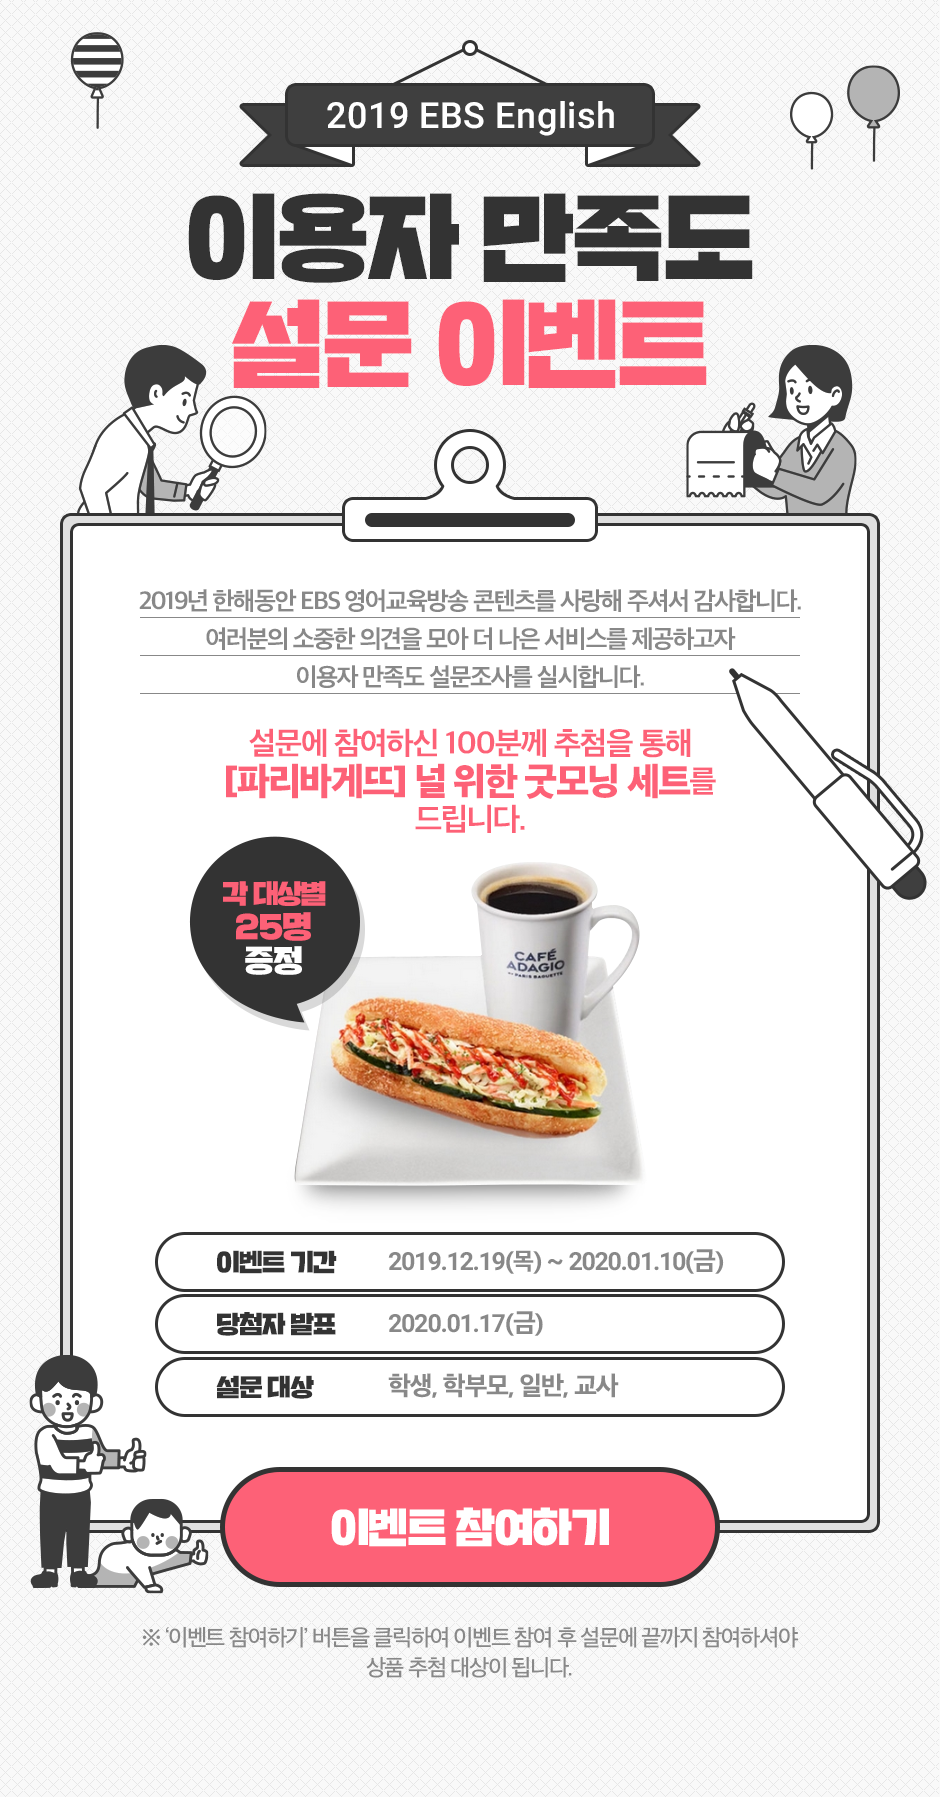 2019 EBS English
이용자 만족도
설문 이벤트
2019년 한해동안 EBS 영어교육방송 콘텐츠를 사랑해 주셔서 감사합니다.
여러분의 소중한 의견을 모아 더 나은 서비스를 제공하고자
이용자 만족도 설문조사를 실시합니다.
설문에 참여하신 100분께 추첨을 통해
[파리바게뜨] 널 위한 굿모닝 세트를
드립니다.
각 대상별
25명
증정
CAFÉ
ADAGIO
BY PARIS BAGUETTE
이벤트 기간 2019.12.19(목) ~ 2020.01.10(금)
당첨자 발표 2020.01.17(금)
설문 대상 학생, 학부모, 일반, 교사
이벤트 참여하기
※ ‘이벤트 참여하기’ 버튼을 클릭하여 이벤트 참여 후 설문에 끝까지 참여하셔야
상품 추첨 대상이 됩니다.